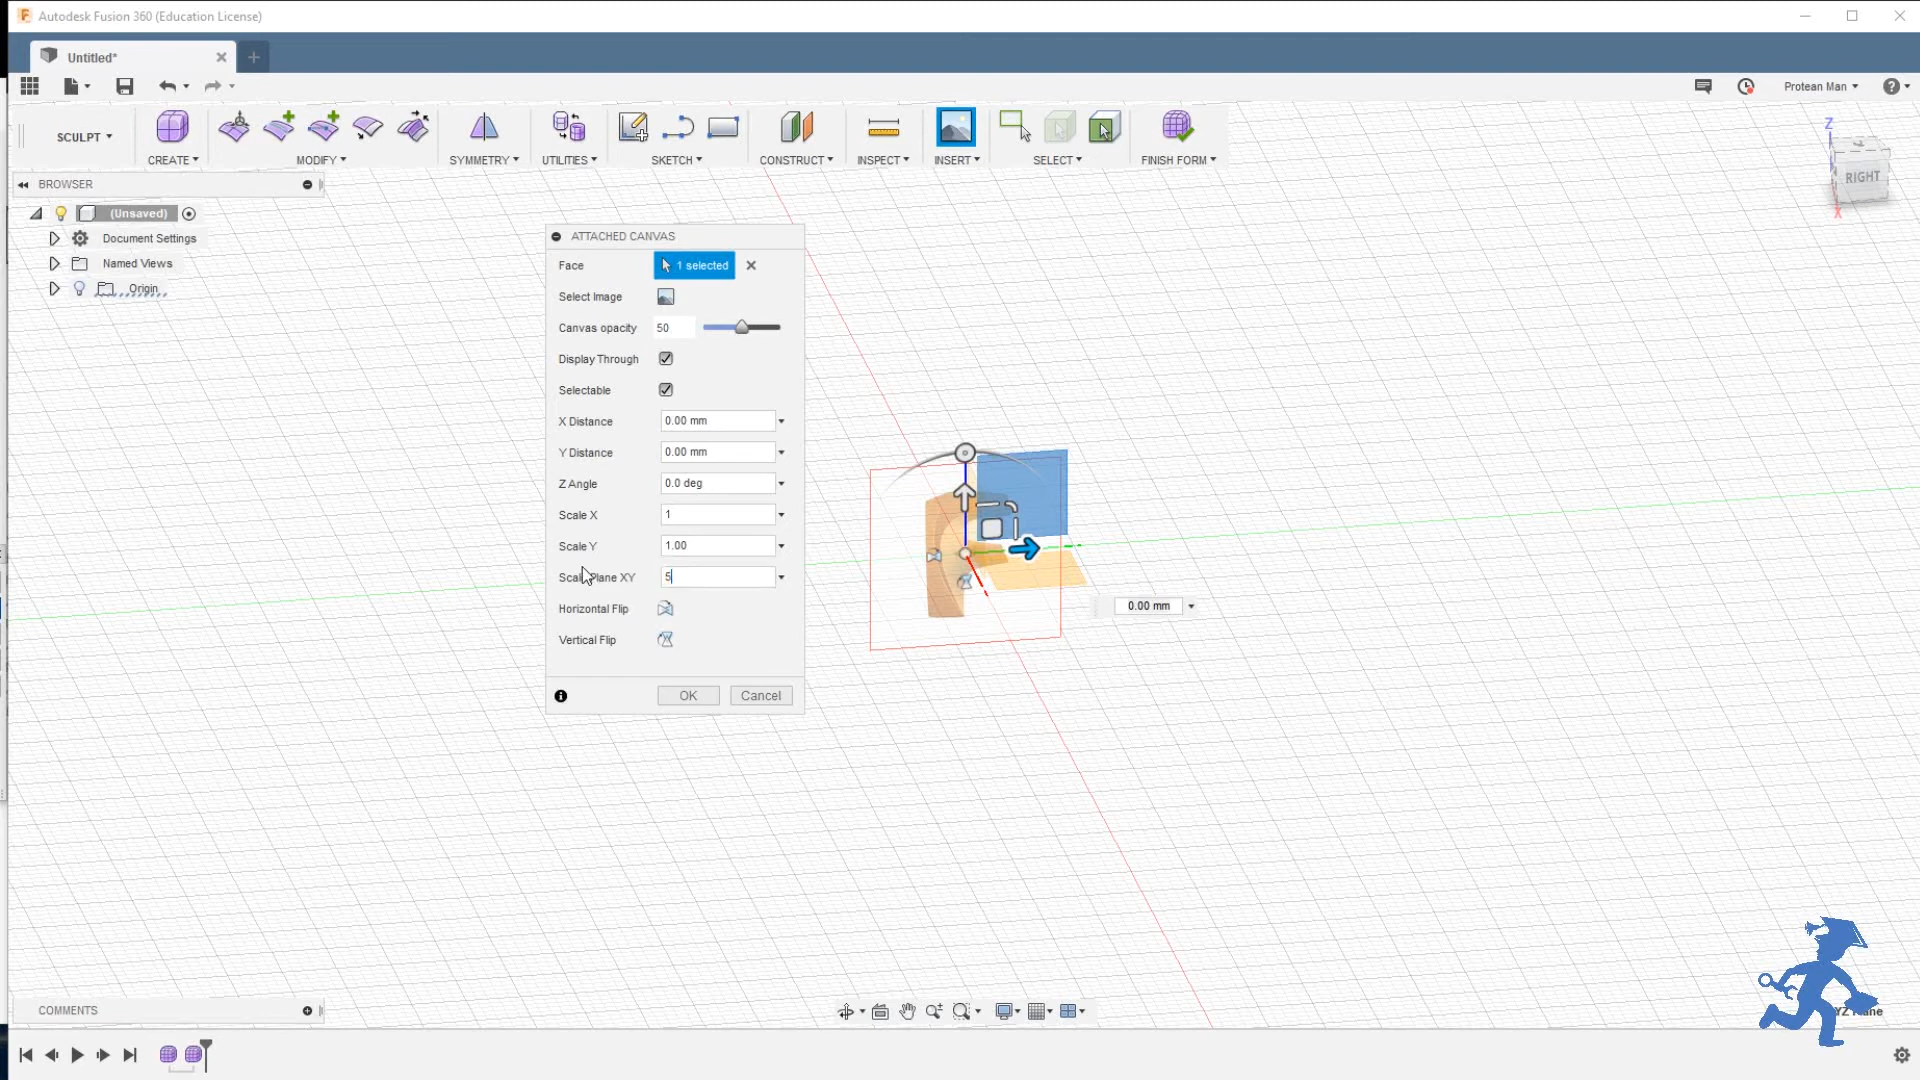 Autodesk Fusion 360 (Education License)
Untitled*
Protean Man
SCULPT
CREATE
MODIFY
SYMMETRY
UTILITIES
SKETCH
CONSTRUCT
INSPECT
INSERT
SELECT
FINISH FORM
BROWSER
(Unsaved)
Document Settings
Named Views
Origin
Z
RIGHT
X
ATTACHED CANVAS
Face 1 selected
Select Image
Canvas opacity 50
Display Through
Selectable
X Distance 0.00 mm
Y Distance 0.00 mm
Z Angle 0.0 deg
Scale X 1
Scale Y 1.00
Scale Plane XY 5
Horizontal Flip
Vertical Flip
OK Cancel
0.00 mm
COMMENTS
YZ Plane